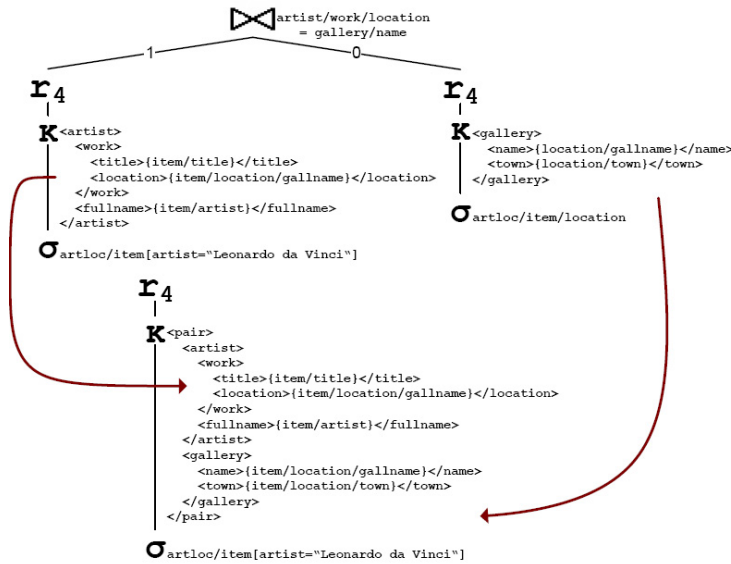 ⋈ artist/work/location
= gallery/name
1
0
r4
κ <artist>
<work>
<title>{item/title}</title>
<location>{item/location/gallname}</location>
</work>
<fullname>{item/artist}</fullname>
</artist>
σ artloc/item[artist="Leonardo da Vinci"]
r4
κ <gallery>
<name>{location/gallname}</name>
<town>{location/town}</town>
</gallery>
σ artloc/item/location
r4
κ <pair>
<artist>
<work>
<title>{item/title}</title>
<location>{item/location/gallname}</location>
</work>
<fullname>{item/artist}</fullname>
</artist>
<gallery>
<name>{item/location/gallname}</name>
<town>{item/location/town}</town>
</gallery>
</pair>
σ artloc/item[artist="Leonardo da Vinci"]